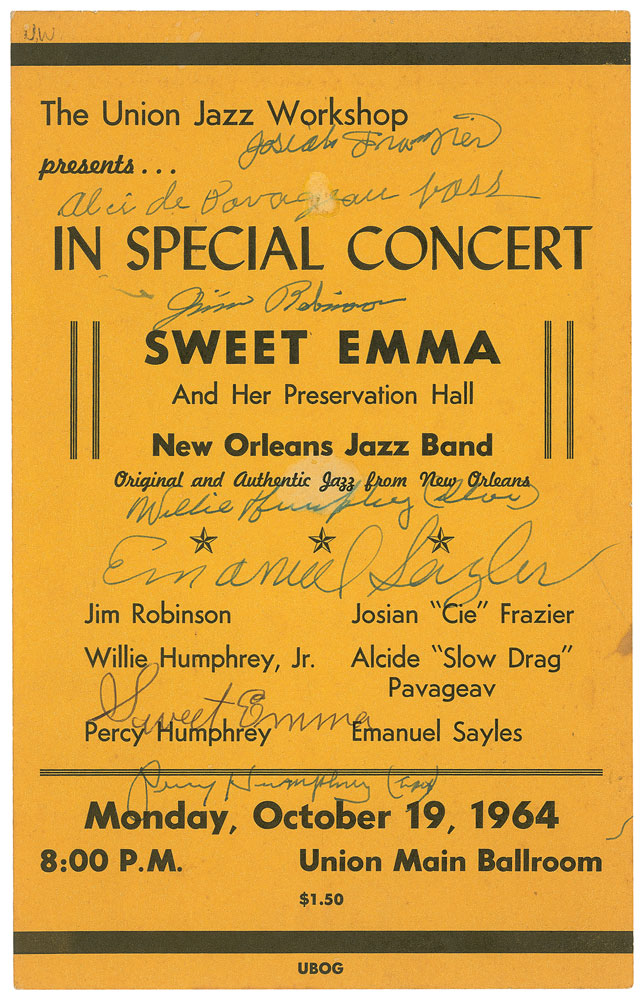 The Union Jazz Workshop
Josiah Frazier
presents...
Alcide Pavageau bass
IN SPECIAL CONCERT
Jim Robinson
SWEET EMMA
And Her Preservation Hall
New Orleans Jazz Band
Original and Authentic Jazz from New Orleans
Willie Humphrey
Emanuel Sayles
Jim Robinson Josian "Cie" Frazier
Willie Humphrey, Jr. Alcide "Slow Drag"
Pavageav
Sweet Emma
Percy Humphrey Emanuel Sayles
Percy Humphrey
Monday, October 19, 1964
8:00 P.M. Union Main Ballroom
$1.50
UBOG